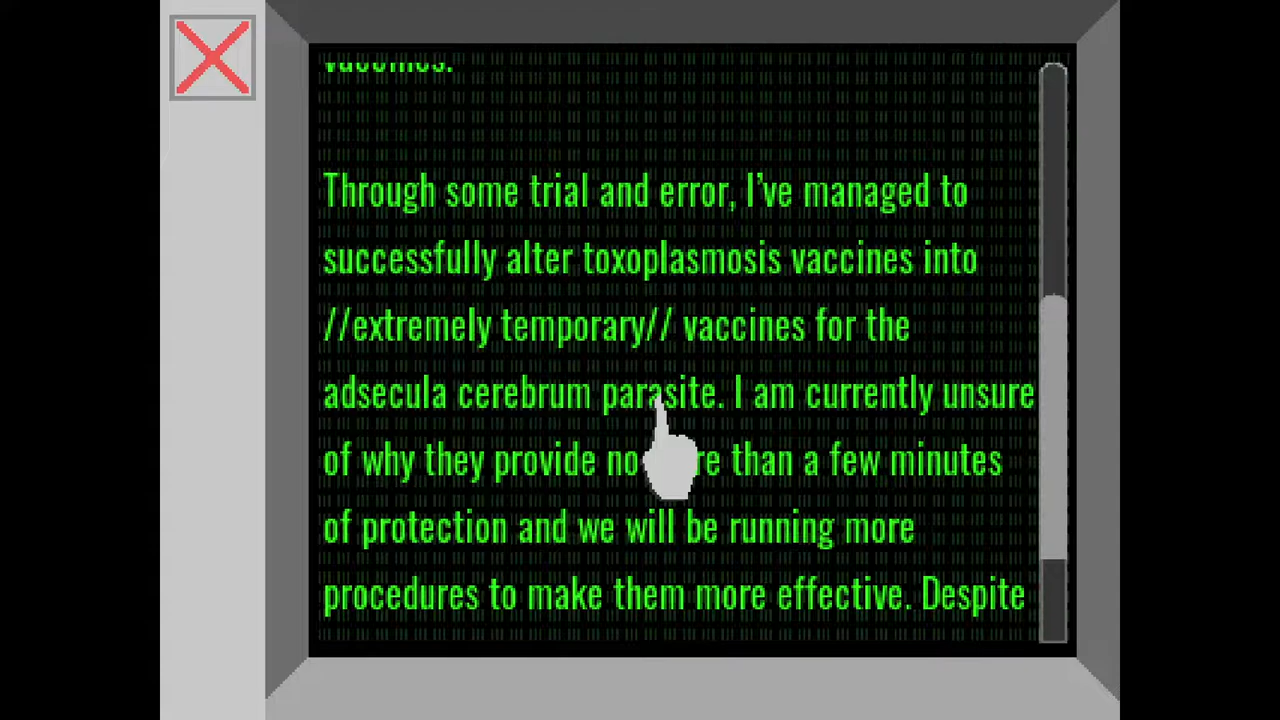 vaccines.
Through some trial and error, I've managed to
successfully alter toxoplasmosis vaccines into
//extremely temporary// vaccines for the
adsecula cerebrum parasite. I am currently unsure
of why they provide no than a few minutes
of protection and we will be running more
procedures to make them more effective. Despite